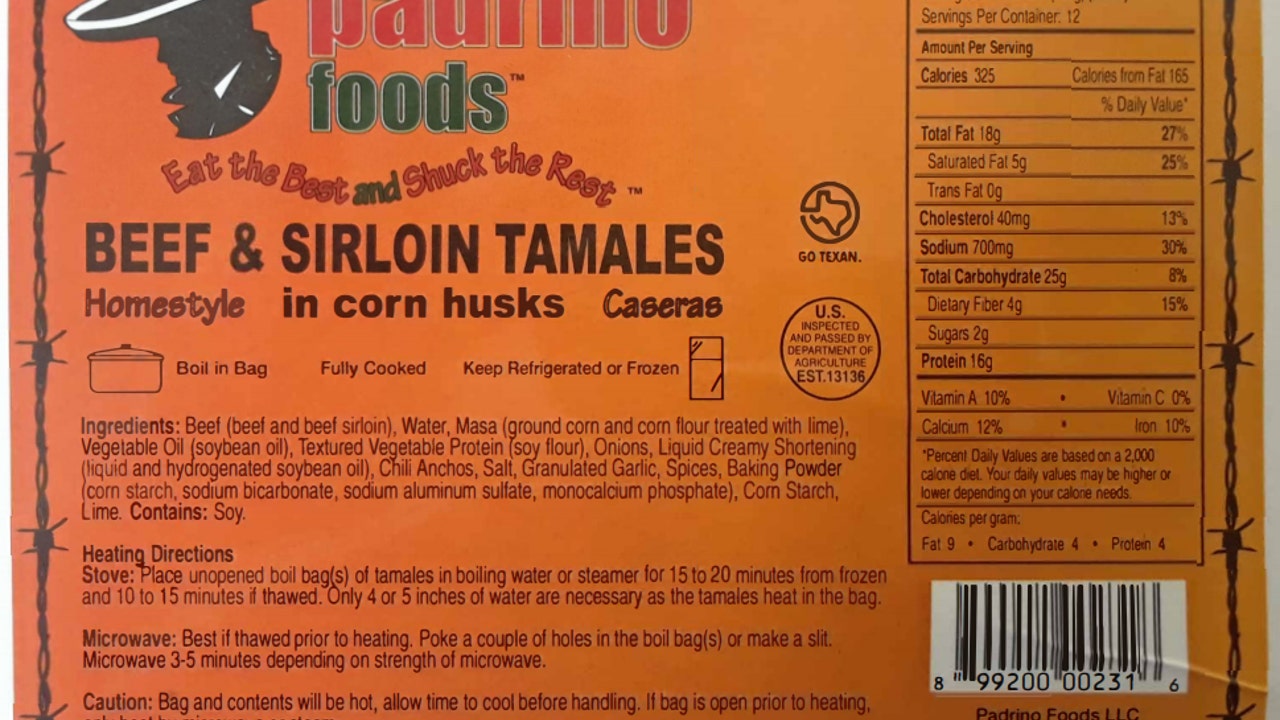 padrino
foods™
Eat the Best and Shuck the Rest ™
BEEF & SIRLOIN TAMALES
Homestyle in corn husks Caseras
Boil in Bag Fully Cooked Keep Refrigerated or Frozen
GO TEXAN.
U.S.
INSPECTED
AND PASSED BY
DEPARTMENT OF
AGRICULTURE
EST.13136
Ingredients: Beef (beef and beef sirloin), Water, Masa (ground corn and corn flour treated with lime),
Vegetable Oil (soybean oil), Textured Vegetable Protein (soy flour), Onions, Liquid Creamy Shortening
(liquid and hydrogenated soybean oil), Chili Anchos, Salt, Granulated Garlic, Spices, Baking Powder
(corn starch, sodium bicarbonate, sodium aluminum sulfate, monocalcium phosphate), Corn Starch,
Lime. Contains: Soy.
Heating Directions
Stove: Place unopened boil bag(s) of tamales in boiling water or steamer for 15 to 20 minutes from frozen
and 10 to 15 minutes if thawed. Only 4 or 5 inches of water are necessary as the tamales heat in the bag.
Microwave: Best if thawed prior to heating. Poke a couple of holes in the boil bag(s) or make a slit.
Microwave 3-5 minutes depending on strength of microwave.
Caution: Bag and contents will be hot, allow time to cool before handling. If bag is open prior to heating,
Servings Per Container: 12
Amount Per Serving
Calories 325 Calories from Fat 165
% Daily Value*
Total Fat 18g 27%
Saturated Fat 5g 25%
Trans Fat 0g
Cholesterol 40mg 13%
Sodium 700mg 30%
Total Carbohydrate 25g 8%
Dietary Fiber 4g 15%
Sugars 2g
Protein 16g
Vitamin A 10% • Vitamin C 0%
Calcium 12% • Iron 10%
*Percent Daily Values are based on a 2,000
calorie diet. Your daily values may be higher or
lower depending on your calorie needs.
Calories per gram:
Fat 9 • Carbohydrate 4 • Protein 4
8 99200 00231 6
Padrino Foods LLC